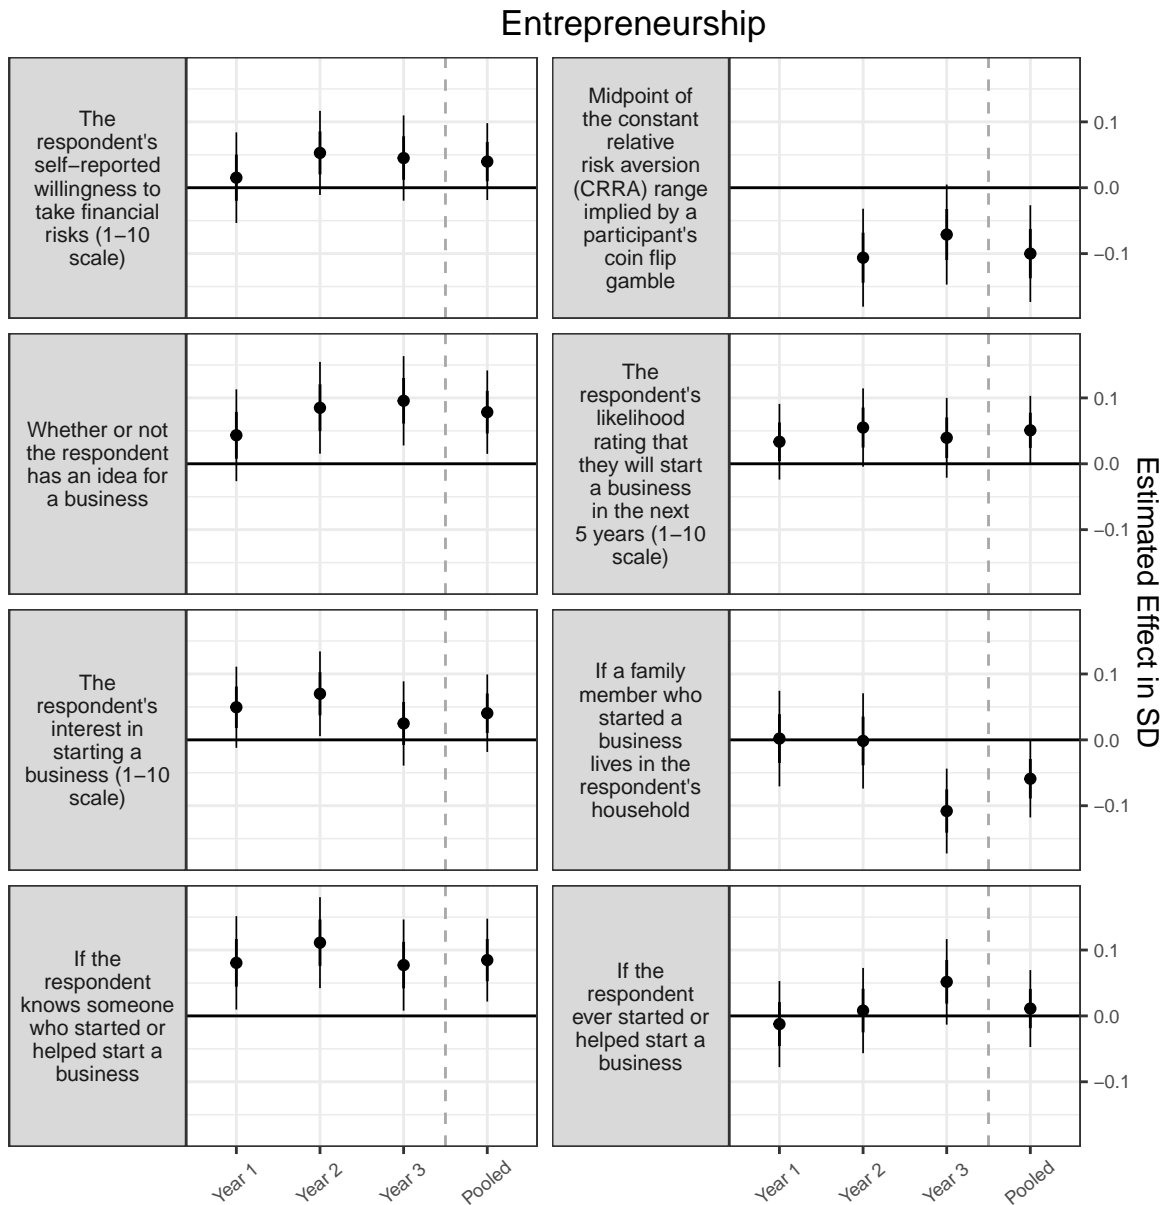 Entrepreneurship
The
respondent's
self−reported
willingness to
take financial
risks (1−10
scale)
Midpoint of
the constant
relative
risk aversion
(CRRA) range
implied by a
participant's
coin flip
gamble
0.1
0.0
−0.1
Whether or not
the respondent
has an idea for
a business
The
respondent's
likelihood
rating that
they will start
a business
in the next
5 years (1−10
scale)
0.1
0.0
−0.1
The
respondent's
interest in
starting a
business (1−10
scale)
If a family
member who
started a
business
lives in the
respondent's
household
0.1
0.0
−0.1
If the
respondent
knows someone
who started or
helped start a
business
If the
respondent
ever started or
helped start a
business
0.1
0.0
−0.1
Estimated Effect in SD
Year 1
Year 2
Year 3
Pooled
Year 1
Year 2
Year 3
Pooled